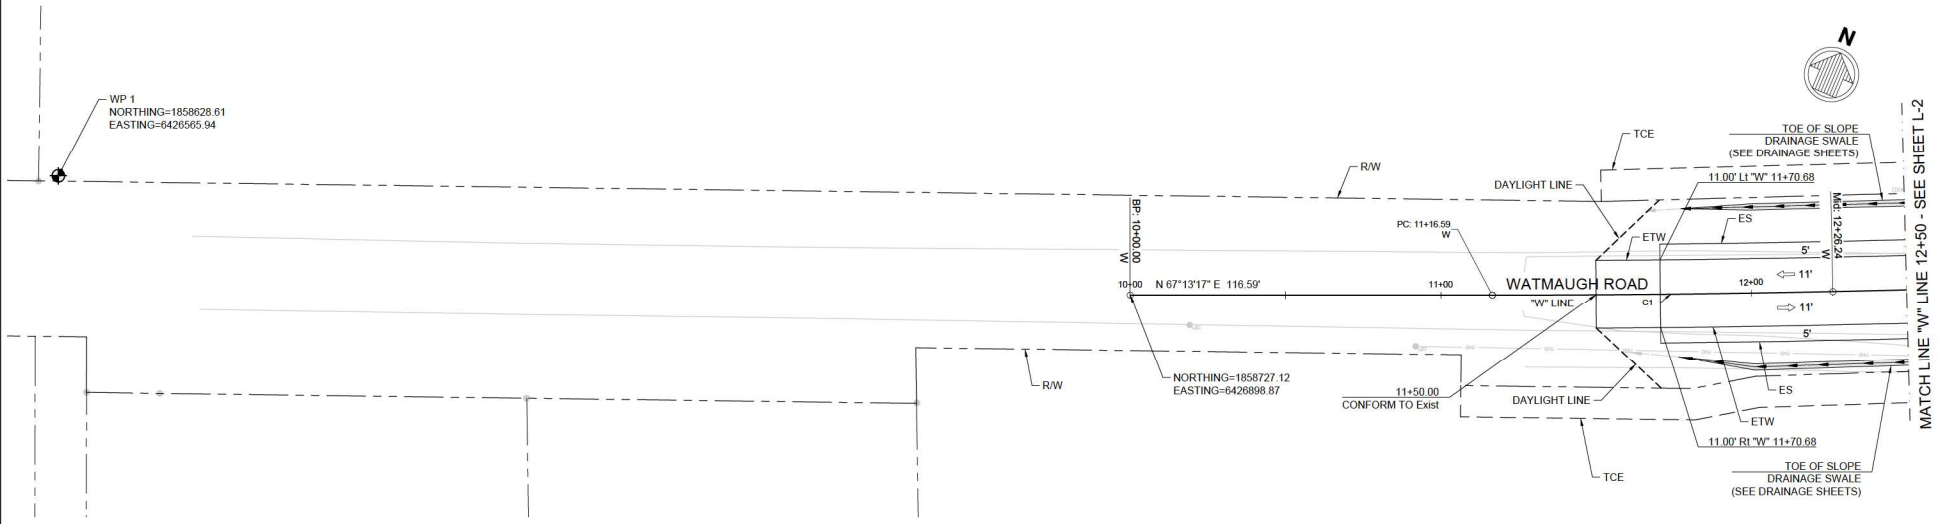 N
WP 1
NORTHING=1858628.61
EASTING=6426565.94
TCE
TOE OF SLOPE
DRAINAGE SWALE
(SEE DRAINAGE SHEETS)
R/W
DAYLIGHT LINE
11.00' Lt "W" 11+70.68
BP: 10+00.00
W
PC: 11+16.59
W
ETW
ES
Mid: 12+26.24
W
5'
11'
10+00
N 67°13'17" E 116.59'
11+00
WATMAUGH ROAD
"W" LINE
C1
12+00
11'
5'
MATCH LINE "W" LINE 12+50 - SEE SHEET L-2
R/W
NORTHING=1858727.12
EASTING=6426898.87
11+50.00
CONFORM TO Exist
DAYLIGHT LINE
ES
ETW
11.00' Rt "W" 11+70.68
TCE
TOE OF SLOPE
DRAINAGE SWALE
(SEE DRAINAGE SHEETS)